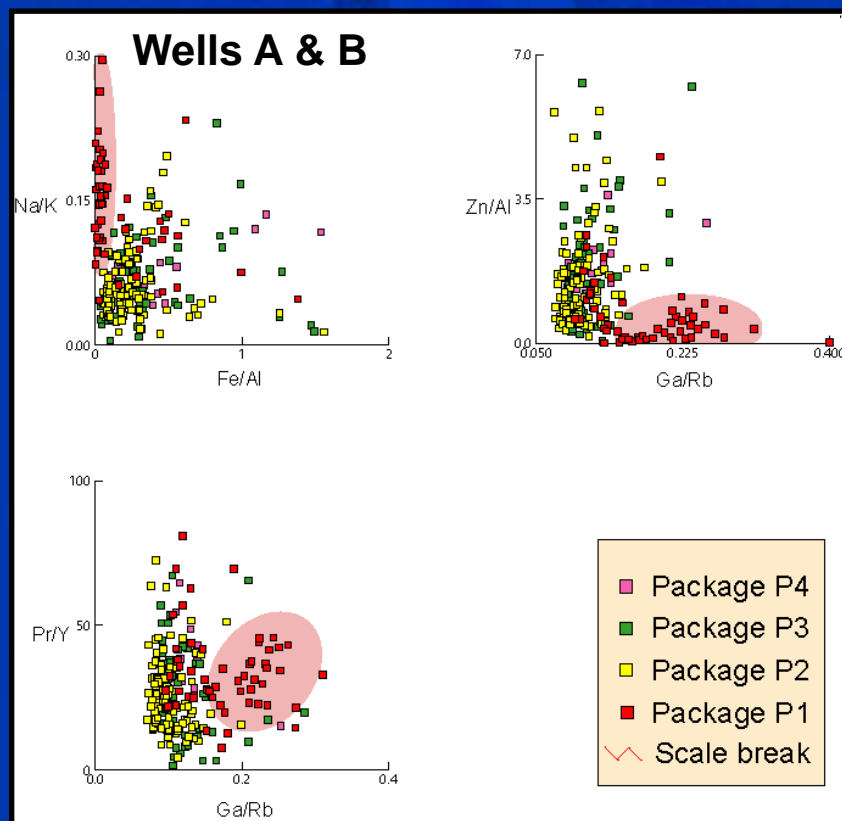 Wells A & B
0.30
Na/K
0.15
0.00
0
1
2
Fe/Al
7.0
Zn/Al
3.5
0.0
0.050
0.225
0.400
Ga/Rb
100
Pr/Y
50
0
0.0
0.2
0.4
Ga/Rb
Package P4
Package P3
Package P2
Package P1
Scale break